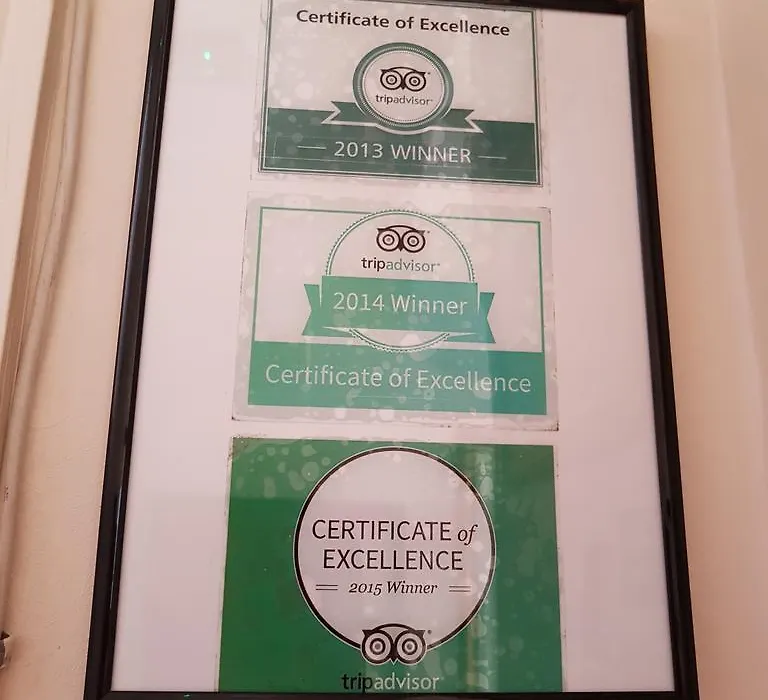 Certificate of Excellence
tripadvisor
2013 WINNER
tripadvisor
2014 Winner
Certificate of Excellence
CERTIFICATE of
EXCELLENCE
2015 Winner
tripadvisor